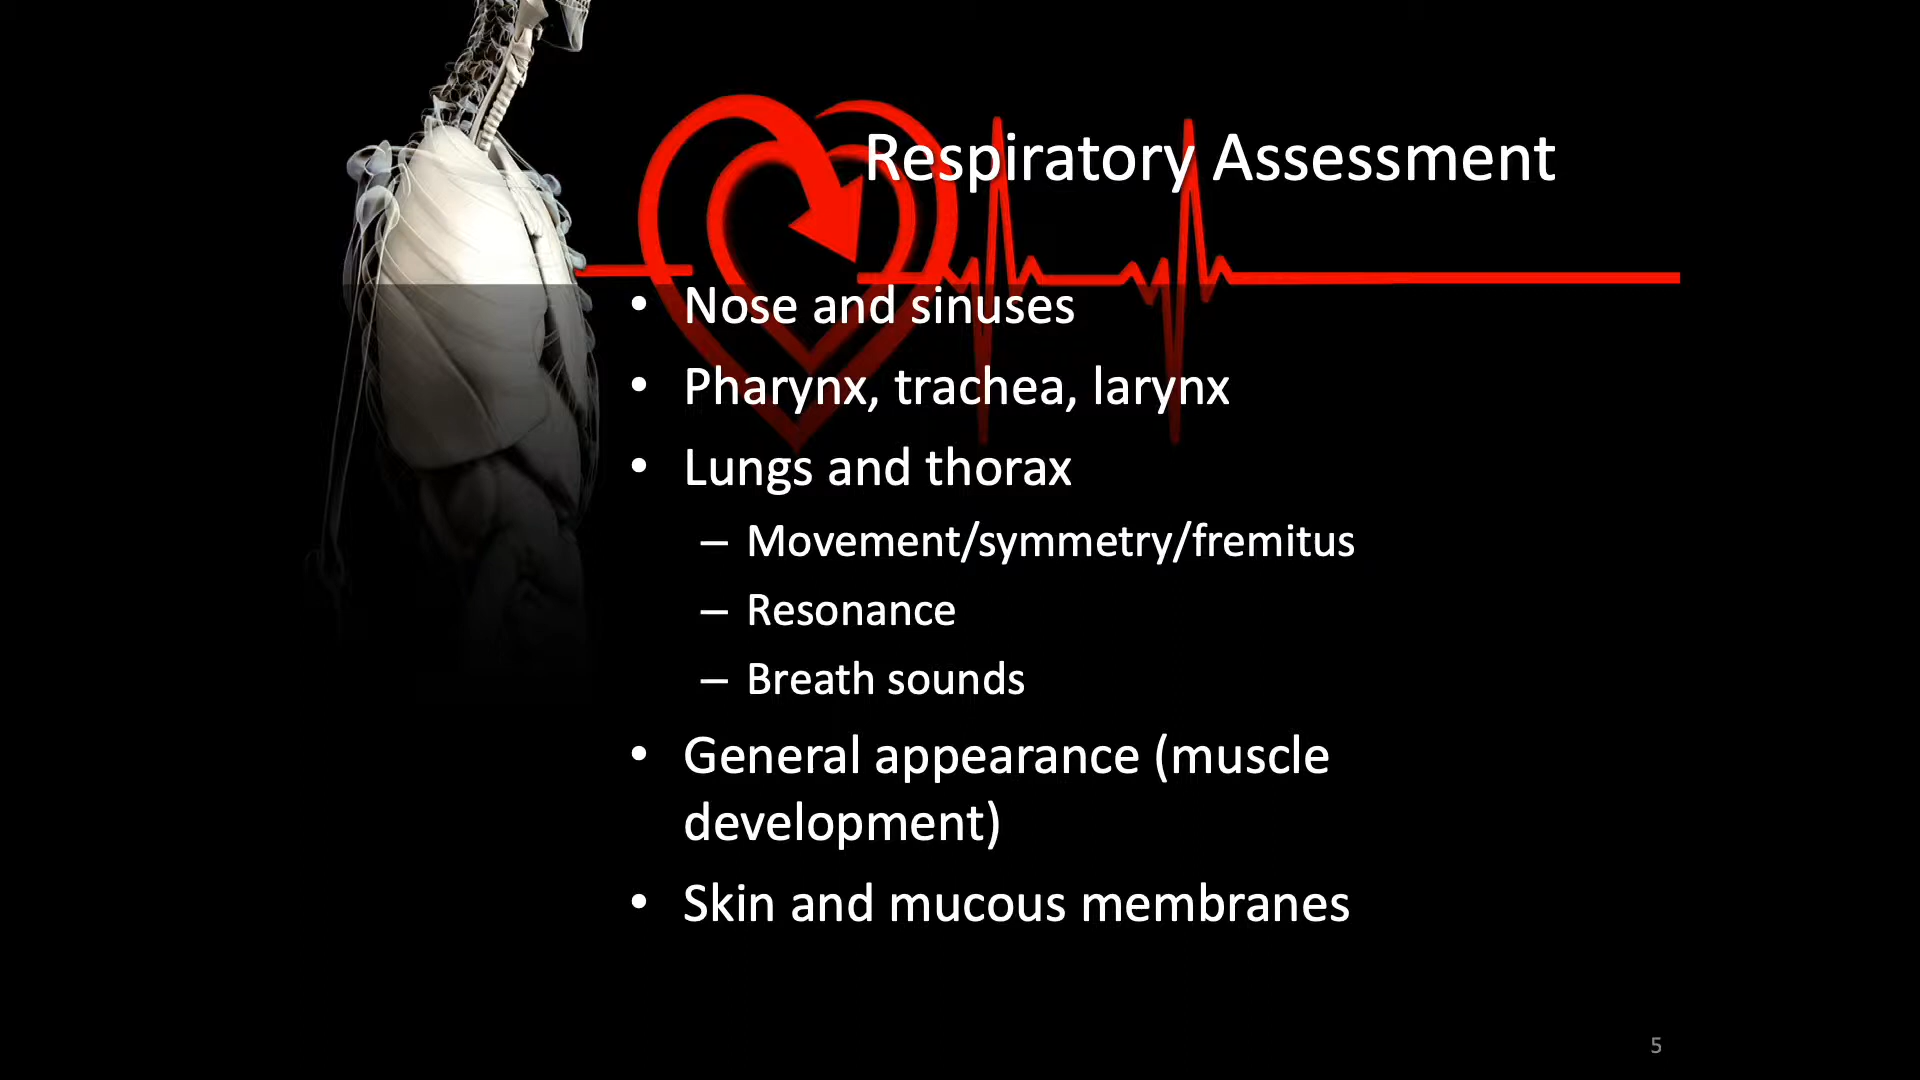 Respiratory Assessment
• Nose and sinuses
• Pharynx, trachea, larynx
• Lungs and thorax
– Movement/symmetry/fremitus
– Resonance
– Breath sounds
• General appearance (muscle
development)
• Skin and mucous membranes
5